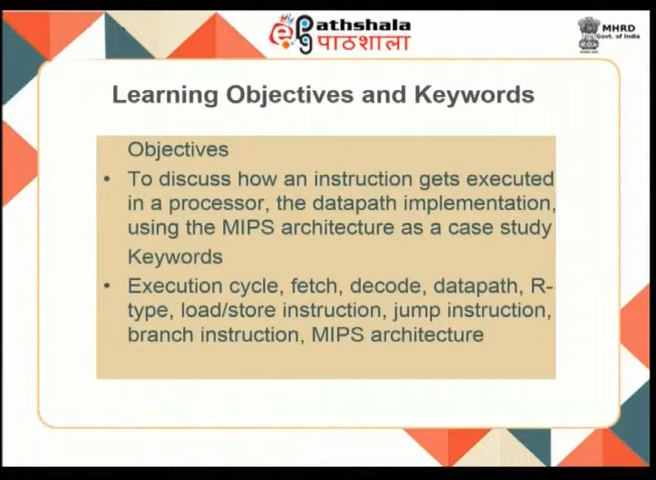 Pathshala
पाठशाला
MHRD
Govt. of India
Learning Objectives and Keywords
Objectives
• To discuss how an instruction gets executed
in a processor, the datapath implementation,
using the MIPS architecture as a case study
Keywords
• Execution cycle, fetch, decode, datapath, R-
type, load/store instruction, jump instruction,
branch instruction, MIPS architecture